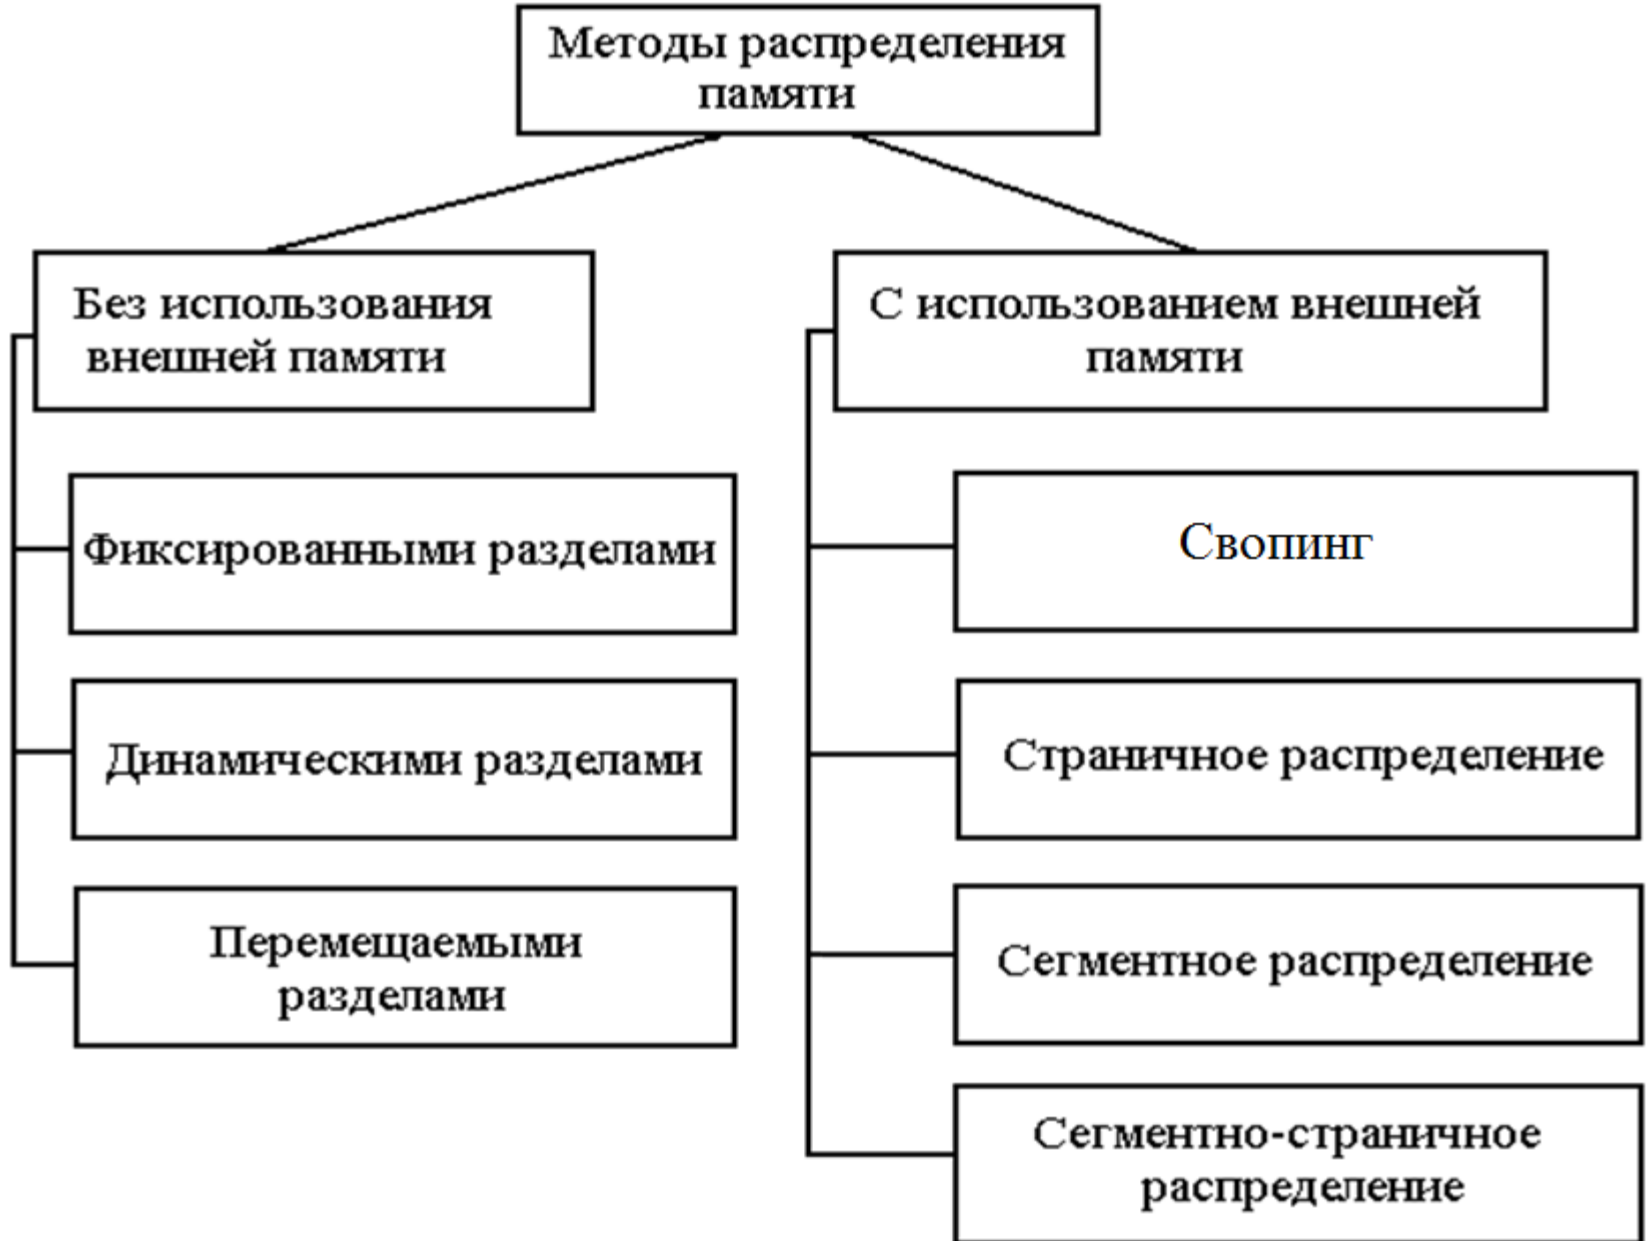 Методы распределения
памяти
Без использования
внешней памяти
Фиксированными разделами
Динамическими разделами
Перемещаемыми
разделами
С использованием внешней
памяти
Свопинг
Страничное распределение
Сегментное распределение
Сегментно-страничное
распределение